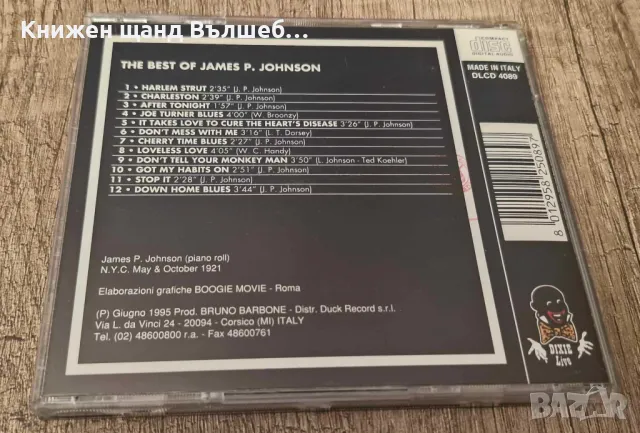 Книжен щанд Вълшеб...
COMPACT
disc
DIGITAL AUDIO
MADE IN ITALY
DLCD 4089
THE BEST OF JAMES P. JOHNSON
1 • HARLEM STRUT 2'35" (J. P. Johnson)
2 • CHARLESTON 2'39" (J. P. Johnson)
3 • AFTER TONIGHT 1'57" (J. P. Johnson)
4 • JOE TURNER BLUES 4'00" (W. Broonzy)
5 • IT TAKES LOVE TO CURE THE HEART'S DISEASE 3'26" (J. P. Johnson)
6 • DON'T MESS WITH ME 3'16" (L. T. Dorsey)
7 • CHERRY TIME BLUES 2'27" (J. P. Johnson)
8 • LOVELESS LOVE 4'05" (W. C. Handy)
9 • DON'T TELL YOUR MONKEY MAN 3'50" (L. Johnson - Ted Koehler)
10 • GOT MY HABITS ON 2'51" (J. P. Johnson)
11 • STOP IT 2'28" (J. P. Johnson)
12 • DOWN HOME BLUES 3'44" (J. P. Johnson)
8 012958 250897
James P. Johnson (piano roll)
N.Y.C. May & October 1921
Elaborazioni grafiche BOOGIE MOVIE - Roma
(P) Giugno 1995 Prod. BRUNO BARBONE - Distr. Duck Record s.r.l.
Via L. da Vinci 24 - 20094 - Corsico (MI) ITALY
Tel. (02) 48600800 r.a. - Fax 48600761
DIXIE
Live
BAZAR